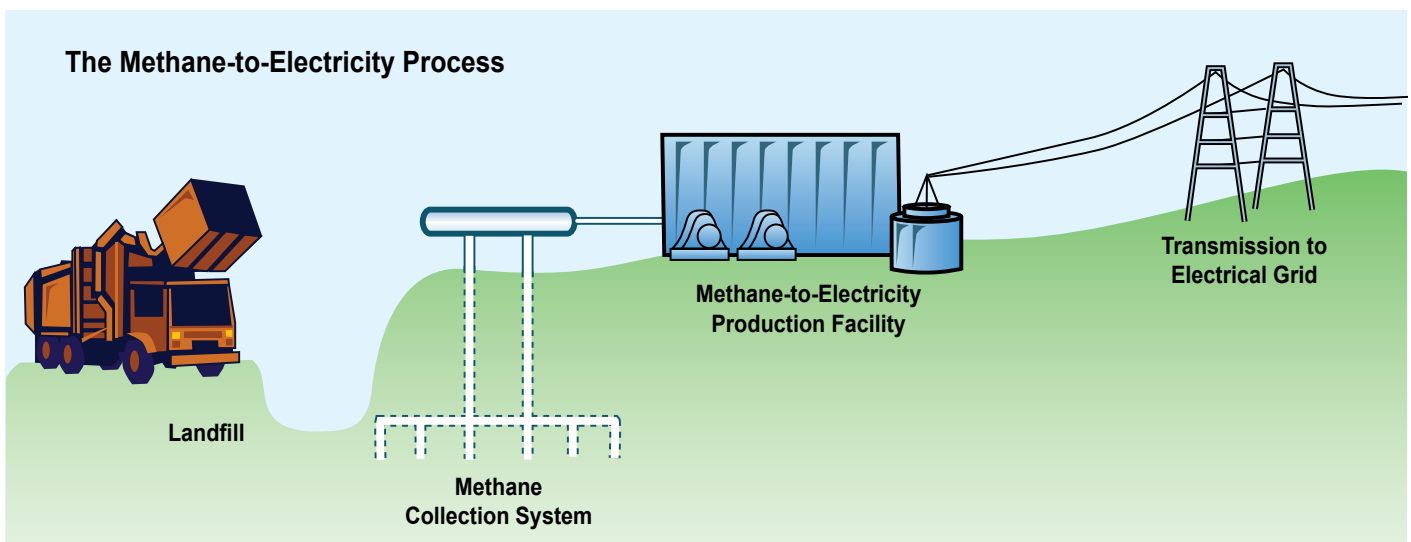 The Methane-to-Electricity Process
Landfill
Methane
Collection System
Methane-to-Electricity
Production Facility
Transmission to
Electrical Grid